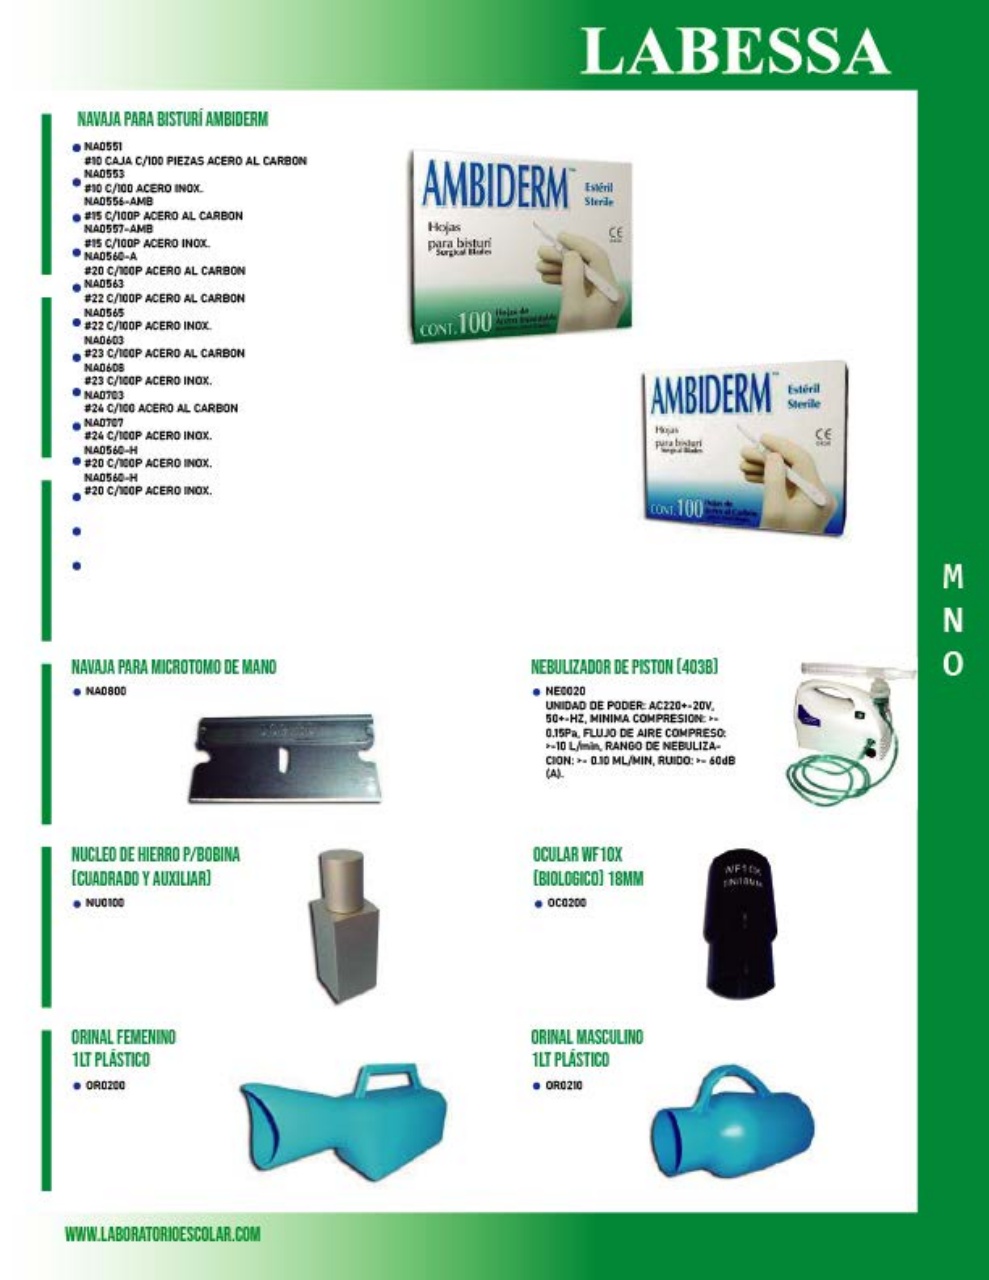 LABESSA
NAVAJA PARA BISTURÍ AMBIDERM
NA0551
#10 CAJA C/100 PIEZAS ACERO AL CARBON
NA0553
#10 C/100 ACERO INOX.
NA0556-AMB
#15 C/100P ACERO AL CARBON
NA0557-AMB
#15 C/100P ACERO INOX.
NA0560-A
#20 C/100P ACERO AL CARBON
NA0563
#22 C/100P ACERO AL CARBON
NA0565
#22 C/100P ACERO INOX.
NA0603
#23 C/100P ACERO AL CARBON
NA0608
#23 C/100P ACERO INOX.
NA0703
#24 C/100 ACERO AL CARBON
NA0707
#24 C/100P ACERO INOX.
NA0560-H
#20 C/100P ACERO INOX.
NA0560-H
#20 C/100P ACERO INOX.
AMBIDERM™
Estéril
Sterile
Hojas
para bisturí
Surgical Blades
CE
CONT. 100
Hojas de
Acero Inoxidable
AMBIDERM™
Estéril
Sterile
Hojas
para bisturí
Surgical Blades
CE
CONT. 100
Hojas de
Acero al Carbón
M
N
O
NAVAJA PARA MICROTOMO DE MANO
NA0800
NEBULIZADOR DE PISTON (403B)
NE0020
UNIDAD DE PODER: AC220+-20V,
50+-HZ, MINIMA COMPRESION: >-
0.15Pa, FLUJO DE AIRE COMPRESO:
>-10 L/min, RANGO DE NEBULIZA-
CION: >- 0.10 ML/MIN, RUIDO: >- 60dB
(A).
NUCLEO DE HIERRO P/BOBINA
(CUADRADO Y AUXILIAR)
NU0100
OCULAR WF10X
(BIOLOGICO) 18MM
OC0200
WF10X
ORINAL FEMENINO
1LT PLÁSTICO
OR0200
ORINAL MASCULINO
1LT PLÁSTICO
OR0210
WWW.LABORATORIOESCOLAR.COM